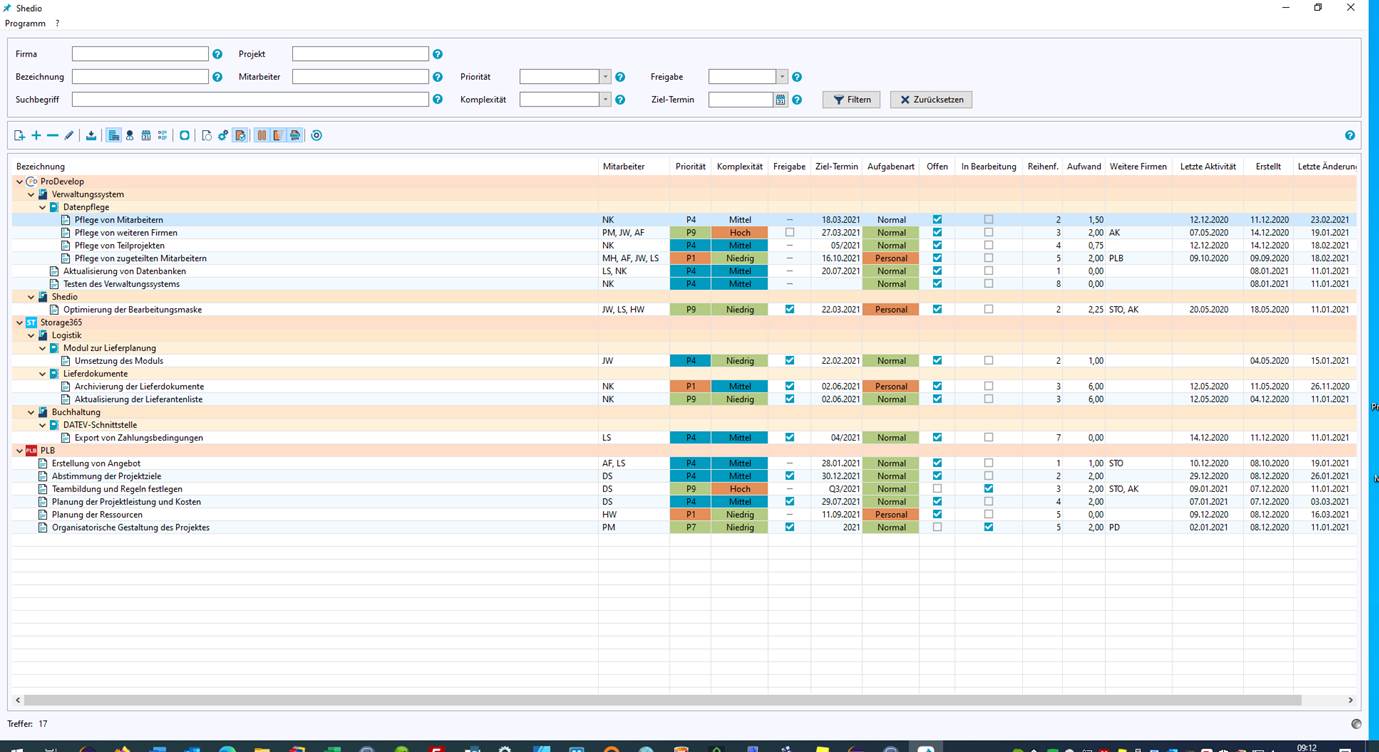 Shedio
Programm ?
Firma Projekt
Bezeichnung Mitarbeiter Priorität Freigabe
Suchbegriff Komplexität Ziel-Termin Filtern Zurücksetzen
Bezeichnung Mitarbeiter Priorität Komplexität Freigabe Ziel-Termin Aufgabenart Offen In Bearbeitung Reihenf. Aufwand Weitere Firmen Letzte Aktivität Erstellt Letzte Änderung
ProDevelop
Verwaltungssystem
Datenpflege
Pflege von Mitarbeitern NK P4 Mittel – 18.03.2021 Normal 2 1,50 12.12.2020 11.12.2020 23.02.2021
Pflege von weiteren Firmen PM, JW, AF P9 Hoch 27.03.2021 Normal 3 2,00 AK 07.05.2020 14.12.2020 19.01.2021
Pflege von Teilprojekten NK P4 Mittel – 05/2021 Normal 4 0,75 12.12.2020 14.12.2020 18.02.2021
Pflege von zugeteilten Mitarbeitern MH, AF, JW, LS P1 Niedrig – 16.10.2021 Personal 5 2,00 PLB 09.10.2020 09.09.2020 18.02.2021
Aktualisierung von Datenbanken LS, NK P4 Mittel – 20.07.2021 Normal 1 0,00 08.01.2021 11.01.2021
Testen des Verwaltungssystems NK P4 Mittel – Normal 8 0,00 08.01.2021 11.01.2021
Shedio
Optimierung der Bearbeitungsmaske JW, LS, HW P9 Niedrig 22.03.2021 Personal 2 2,25 STO, AK 20.05.2020 18.05.2020 11.01.2021
ST Storage365
Logistik
Modul zur Lieferplanung
Umsetzung des Moduls JW P4 Niedrig 22.02.2021 Normal 2 1,00 04.05.2020 15.01.2021
Lieferdokumente
Archivierung der Lieferdokumente NK P1 Mittel 02.06.2021 Personal 3 6,00 12.05.2020 11.05.2020 26.11.2020
Aktualisierung der Lieferantenliste NK P9 Niedrig 02.06.2021 Normal 3 6,00 12.05.2020 04.12.2020 11.01.2021
Buchhaltung
DATEV-Schnittstelle
Export von Zahlungsbedingungen LS P4 Mittel 04/2021 Normal 7 0,00 14.12.2020 11.12.2020 11.01.2021
PLB PLB
Erstellung von Angebot AF, LS P4 Mittel – 28.01.2021 Normal 1 1,00 STO 10.12.2020 08.10.2020 19.01.2021
Abstimmung der Projektziele DS P4 Mittel 30.12.2021 Normal 2 2,00 29.12.2020 08.12.2020 26.01.2021
Teambildung und Regeln festlegen DS P9 Hoch – Q3/2021 Normal 3 2,00 STO, AK 09.01.2021 07.12.2020 11.01.2021
Planung der Projektleistung und Kosten DS P4 Mittel 29.07.2021 Normal 4 2,00 07.01.2021 07.12.2020 03.03.2021
Planung der Ressourcen HW P1 Niedrig – 11.09.2021 Personal 5 0,00 09.12.2020 08.12.2020 16.03.2021
Organisatorische Gestaltung des Projektes PM P7 Niedrig 2021 Normal 5 2,00 PD 02.01.2021 08.12.2020 11.01.2021
Treffer: 17
09:12